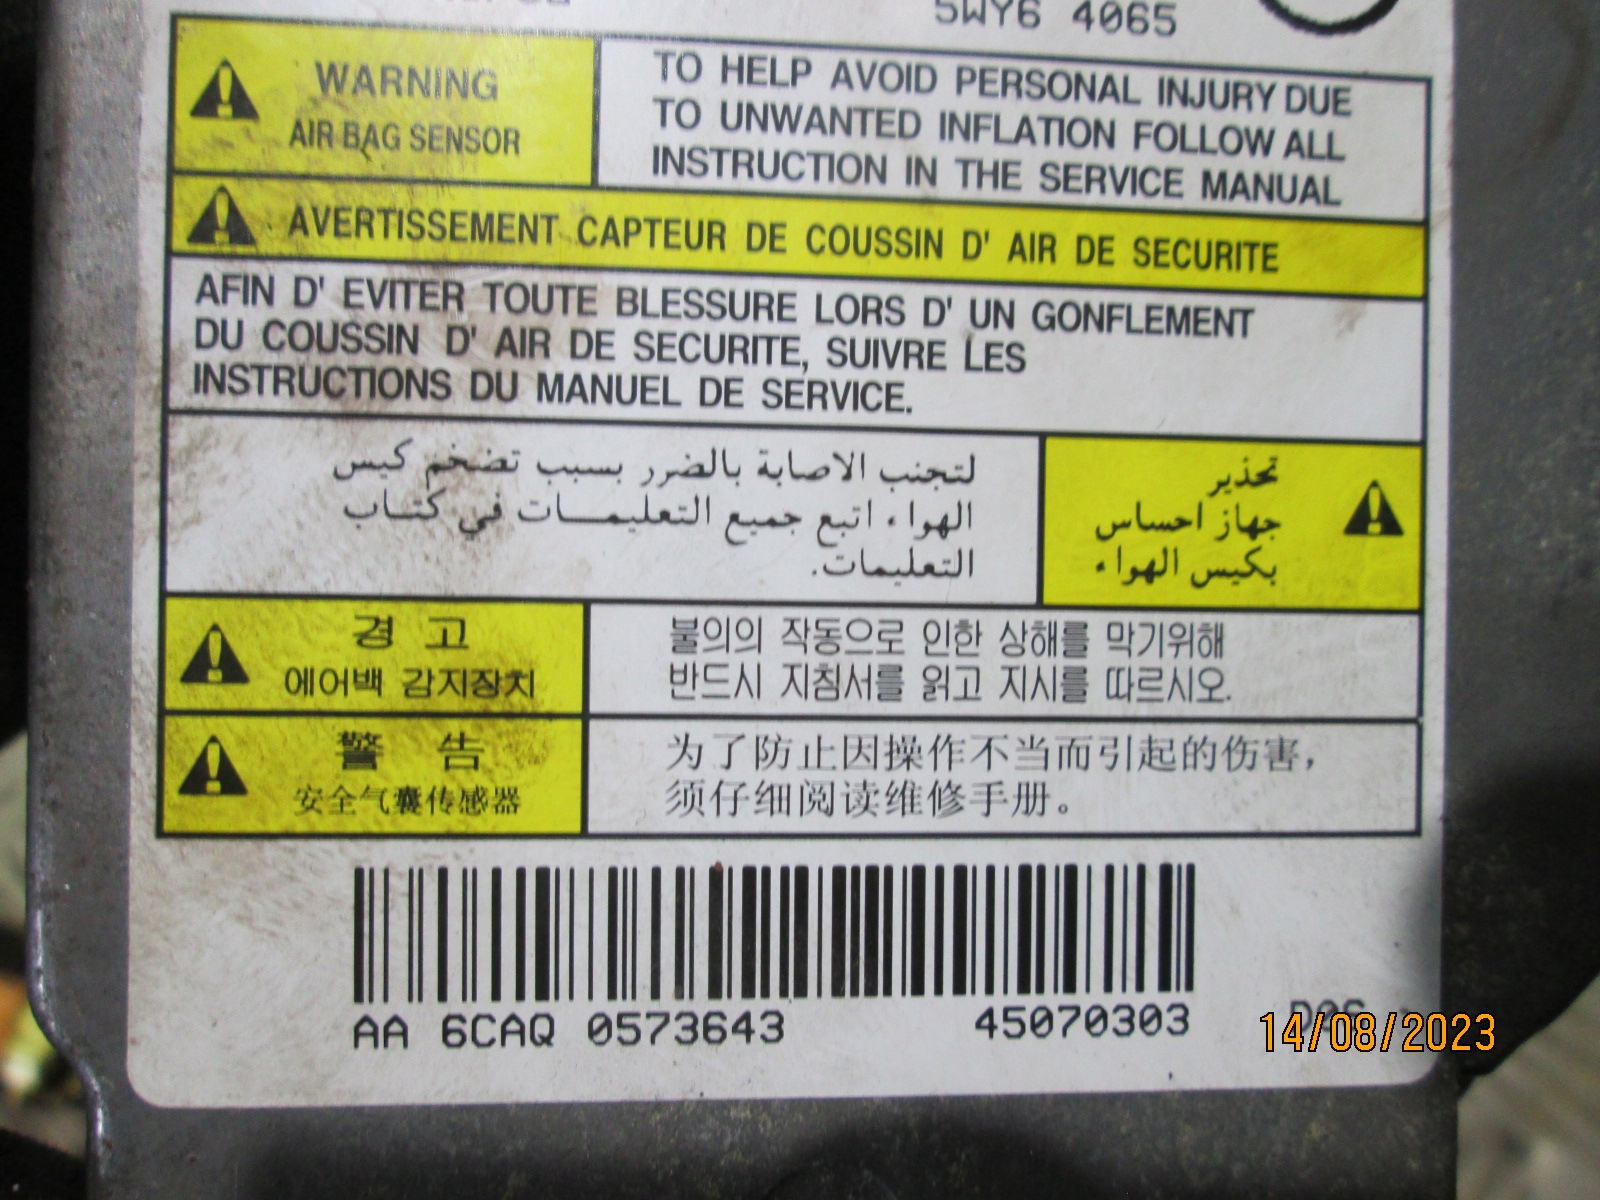 5WY6 4065
WARNING
AIR BAG SENSOR
TO HELP AVOID PERSONAL INJURY DUE
TO UNWANTED INFLATION FOLLOW ALL
INSTRUCTION IN THE SERVICE MANUAL
AVERTISSEMENT CAPTEUR DE COUSSIN D' AIR DE SECURITE
AFIN D' EVITER TOUTE BLESSURE LORS D' UN GONFLEMENT
DU COUSSIN D' AIR DE SECURITE, SUIVRE LES
INSTRUCTIONS DU MANUEL DE SERVICE.
تحذير
جهاز احساس
بكيس الهواء
لتجنب الاصابة بالضرر بسبب تضخم كيس
الهواء اتبع جميع التعليمات في كتاب
التعليمات.
경 고
에어백 감지장치
불의의 작동으로 인한 상해를 막기위해
반드시 지침서를 읽고 지시를 따르시오.
警 告
安全气囊传感器
为了防止因操作不当而引起的伤害，
须仔细阅读维修手册。
AA 6CAQ 0573643 45070303
14/08/2023